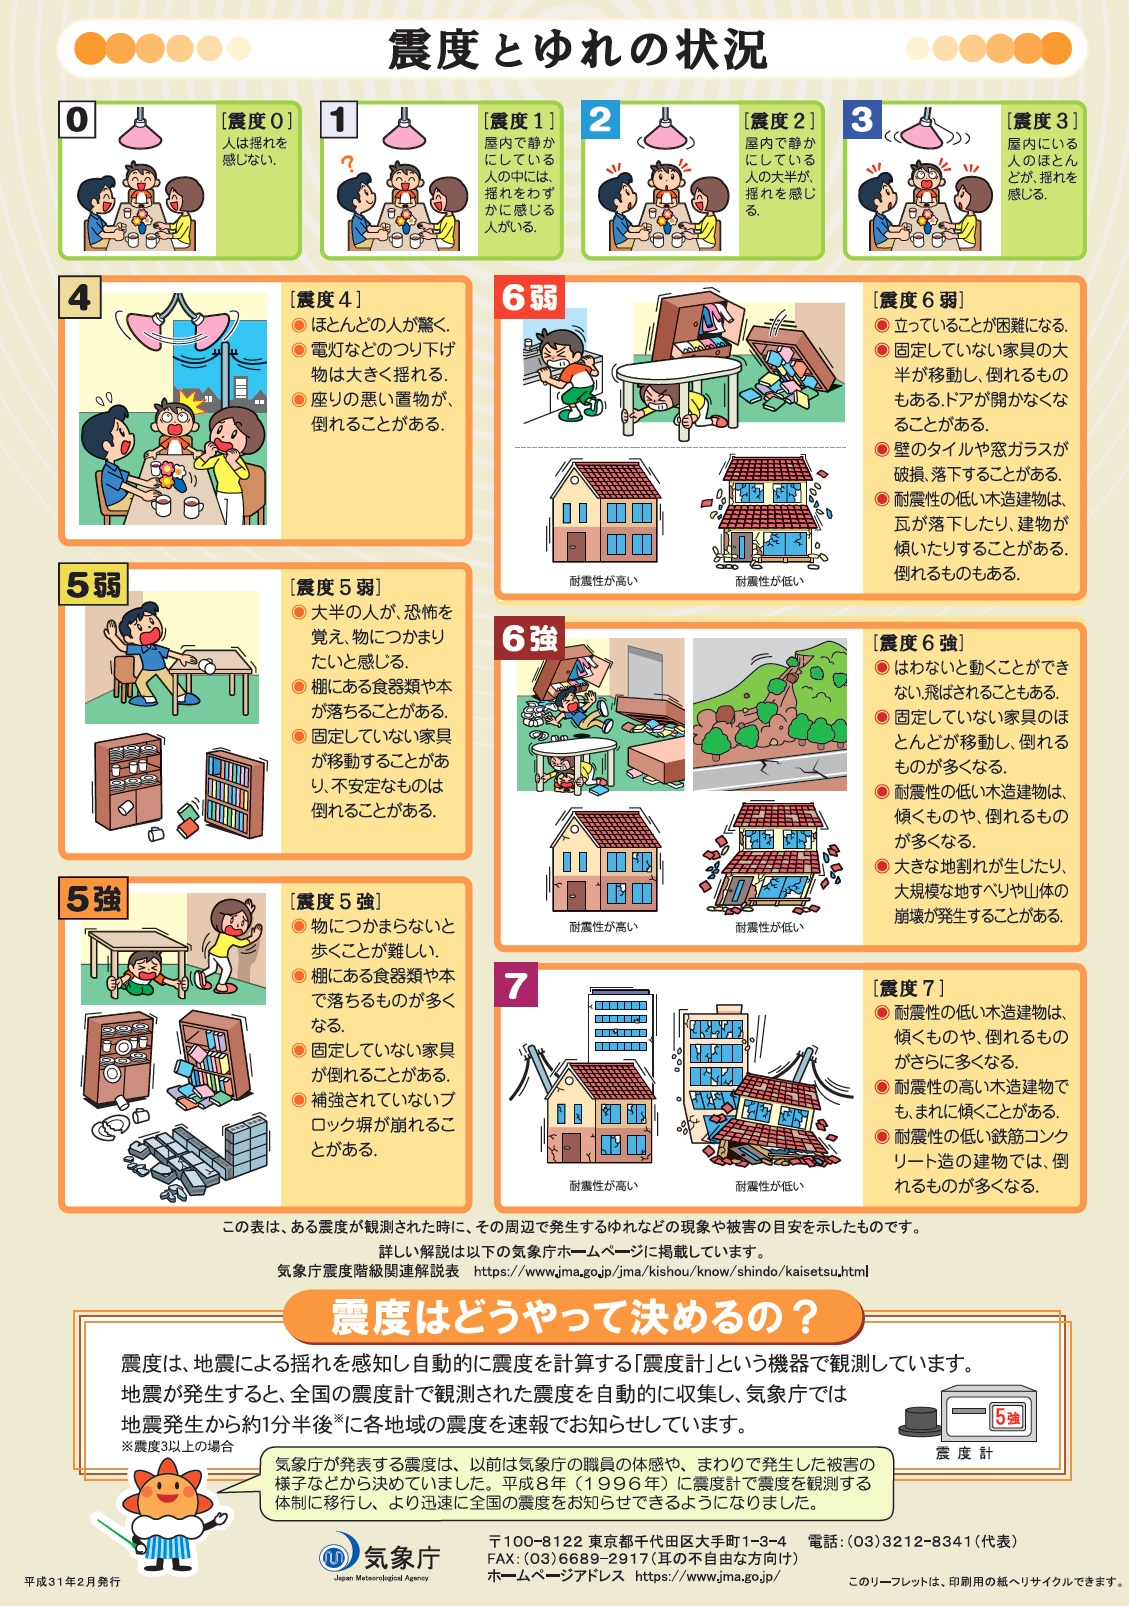 震度とゆれの状況
0
[震度0]
人は揺れを
感じない.
1
[震度1]
屋内で静か
にしている
人の中には、
揺れをわず
かに感じる
人がいる.
2
[震度2]
屋内で静か
にしている
人の大半が、
揺れを感じ
る.
3
[震度3]
屋内にいる
人のほとん
どが、揺れを
感じる.
4
[震度4]
ほとんどの人が驚く.
電灯などのつり下げ
物は大きく揺れる.
座りの悪い置物が、
倒れることがある.
5弱
[震度5弱]
大半の人が、恐怖を
覚え、物につかまり
たいと感じる.
棚にある食器類や本
が落ちることがある.
固定していない家具
が移動することがあ
り、不安定なものは
倒れることがある.
5強
[震度5強]
物につかまらないと
歩くことが難しい.
棚にある食器類や本
で落ちるものが多く
なる.
固定していない家具
が倒れることがある.
補強されていないブ
ロック塀が崩れるこ
とがある.
6弱
耐震性が高い
耐震性が低い
[震度6弱]
立っていることが困難になる.
固定していない家具の大
半が移動し、倒れるもの
もある.ドアが開かなくな
ることがある.
壁のタイルや窓ガラスが
破損、落下することがある.
耐震性の低い木造建物は、
瓦が落下したり、建物が
傾いたりすることがある.
倒れるものもある.
6強
耐震性が高い
耐震性が低い
[震度6強]
はわないと動くことができ
ない.飛ばされることもある.
固定していない家具のほ
とんどが移動し、倒れる
ものが多くなる.
耐震性の低い木造建物は、
傾くものや、倒れるもの
が多くなる.
大きな地割れが生じたり、
大規模な地すべりや山体の
崩壊が発生することがある.
7
耐震性が高い
耐震性が低い
[震度7]
耐震性の低い木造建物は、
傾くものや、倒れるもの
がさらに多くなる.
耐震性の高い木造建物で
も、まれに傾くことがある.
耐震性の低い鉄筋コンク
リート造の建物では、倒
れるものが多くなる.
この表は、ある震度が観測された時に、その周辺で発生するゆれなどの現象や被害の目安を示したものです。
詳しい解説は以下の気象庁ホームページに掲載しています。
気象庁震度階級関連解説表 https://www.jma.go.jp/jma/kishou/know/shindo/kaisetsu.html
震度はどうやって決めるの？
震度は、地震による揺れを感知し自動的に震度を計算する「震度計」という機器で観測しています。
地震が発生すると、全国の震度計で観測された震度を自動的に収集し、気象庁では
地震発生から約1分半後※に各地域の震度を速報でお知らせしています。
※震度3以上の場合
5強
震度計
気象庁が発表する震度は、以前は気象庁の職員の体感や、まわりで発生した被害の
様子などから決めていました。平成8年（1996年）に震度計で震度を観測する
体制に移行し、より迅速に全国の震度をお知らせできるようになりました。
気象庁
Japan Meteorological Agency
〒100-8122 東京都千代田区大手町1-3-4 電話：(03)3212-8341(代表)
FAX：(03)6689-2917(耳の不自由な方向け)
ホームページアドレス https://www.jma.go.jp/
平成31年2月発行
このリーフレットは、印刷用の紙へリサイクルできます。